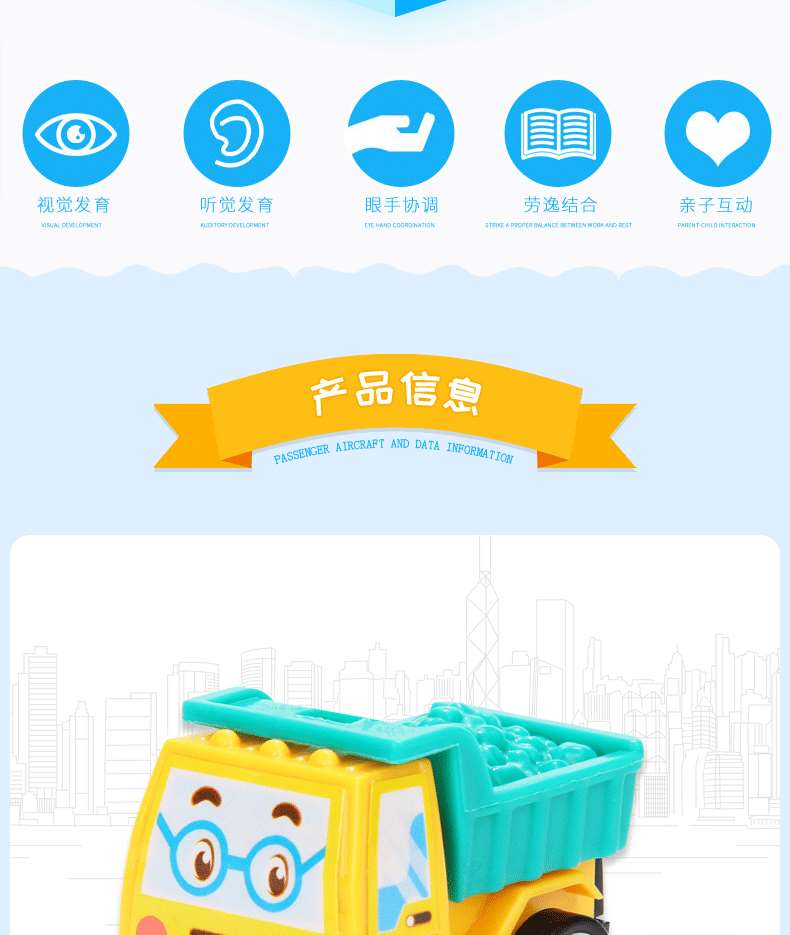 视觉发育 听觉发育 眼手协调 劳逸结合 亲子互动
VISUAL DEVELOPMENT AUDITORY DEVELOPMENT EYE HAND COORDINATION STRIKE A PROPER BALANCE BETWEEN WORK AND REST PARENT-CHILD INTERACTION
产品信息
PASSENGER AIRCRAFT AND DATA INFORMATION